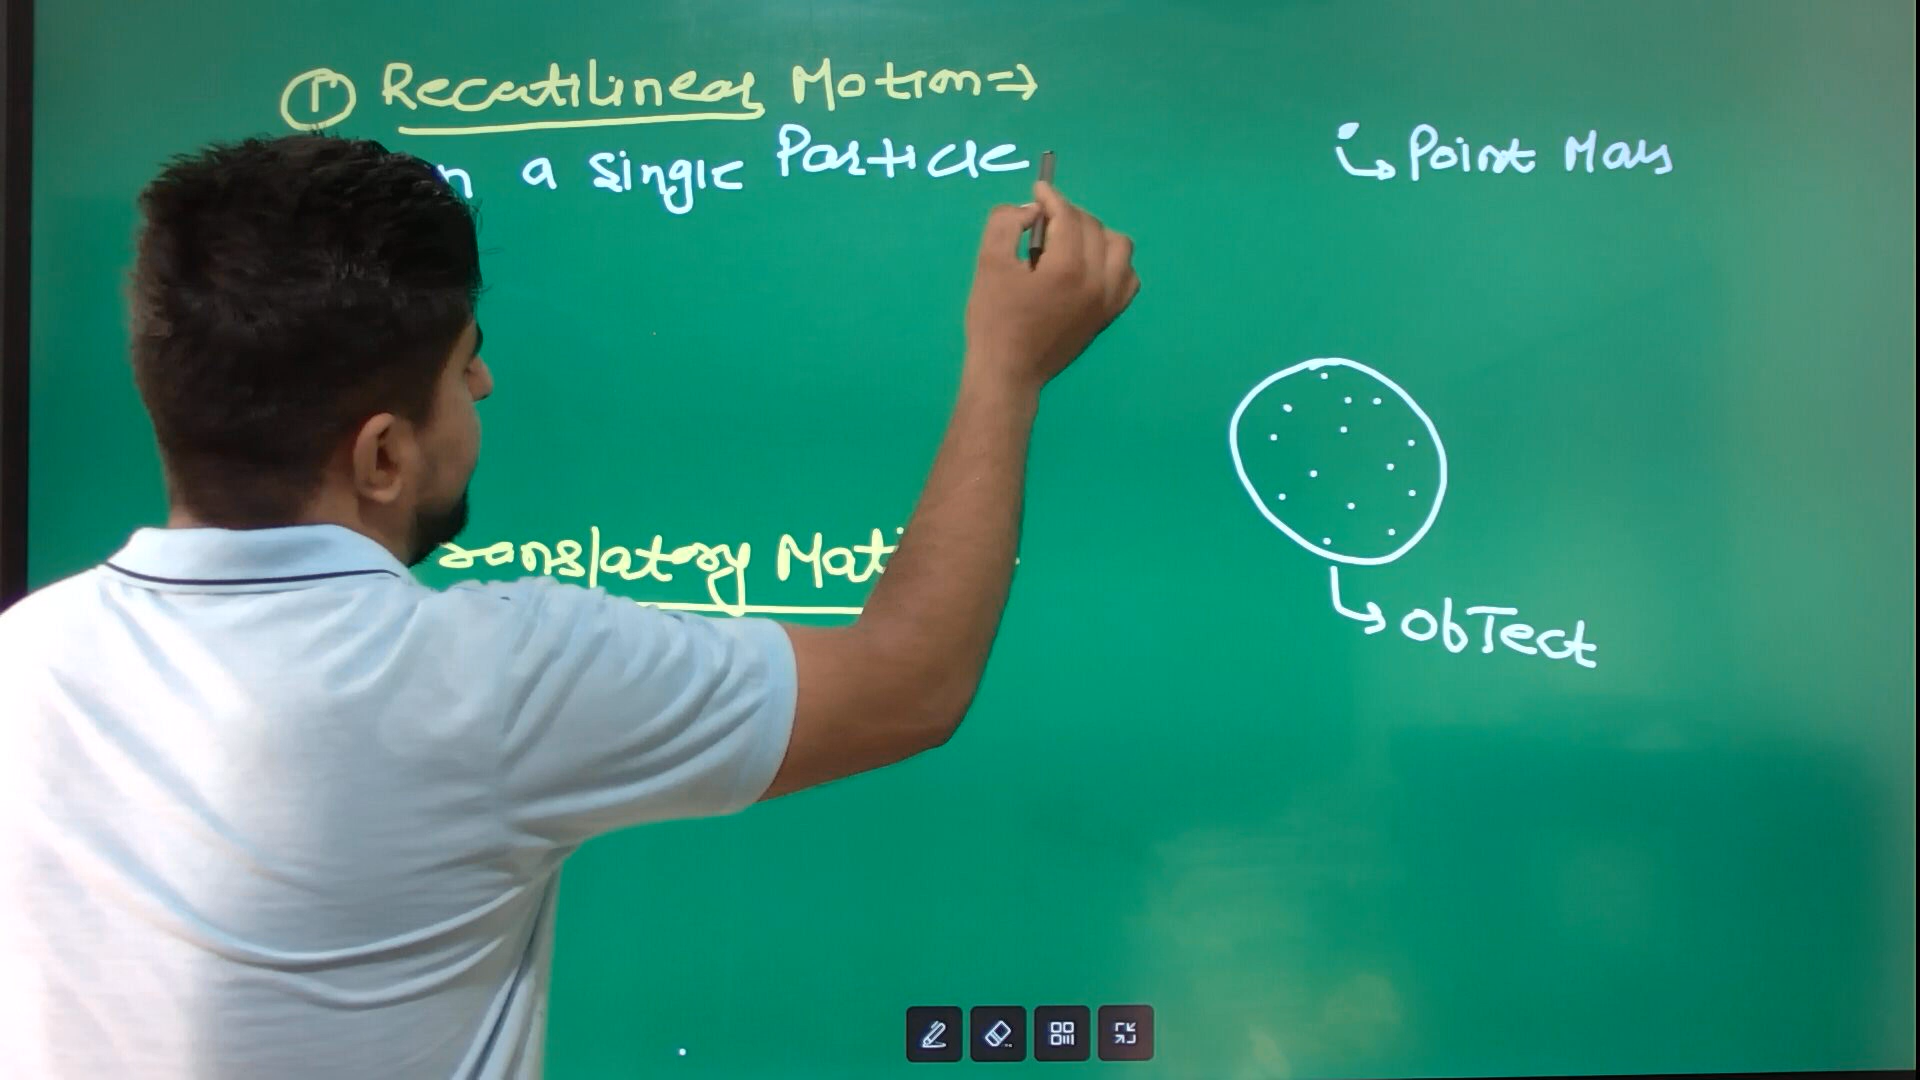 ① Recatilinear Motion ⇒
a single Particle
Point Mass
Motion
object